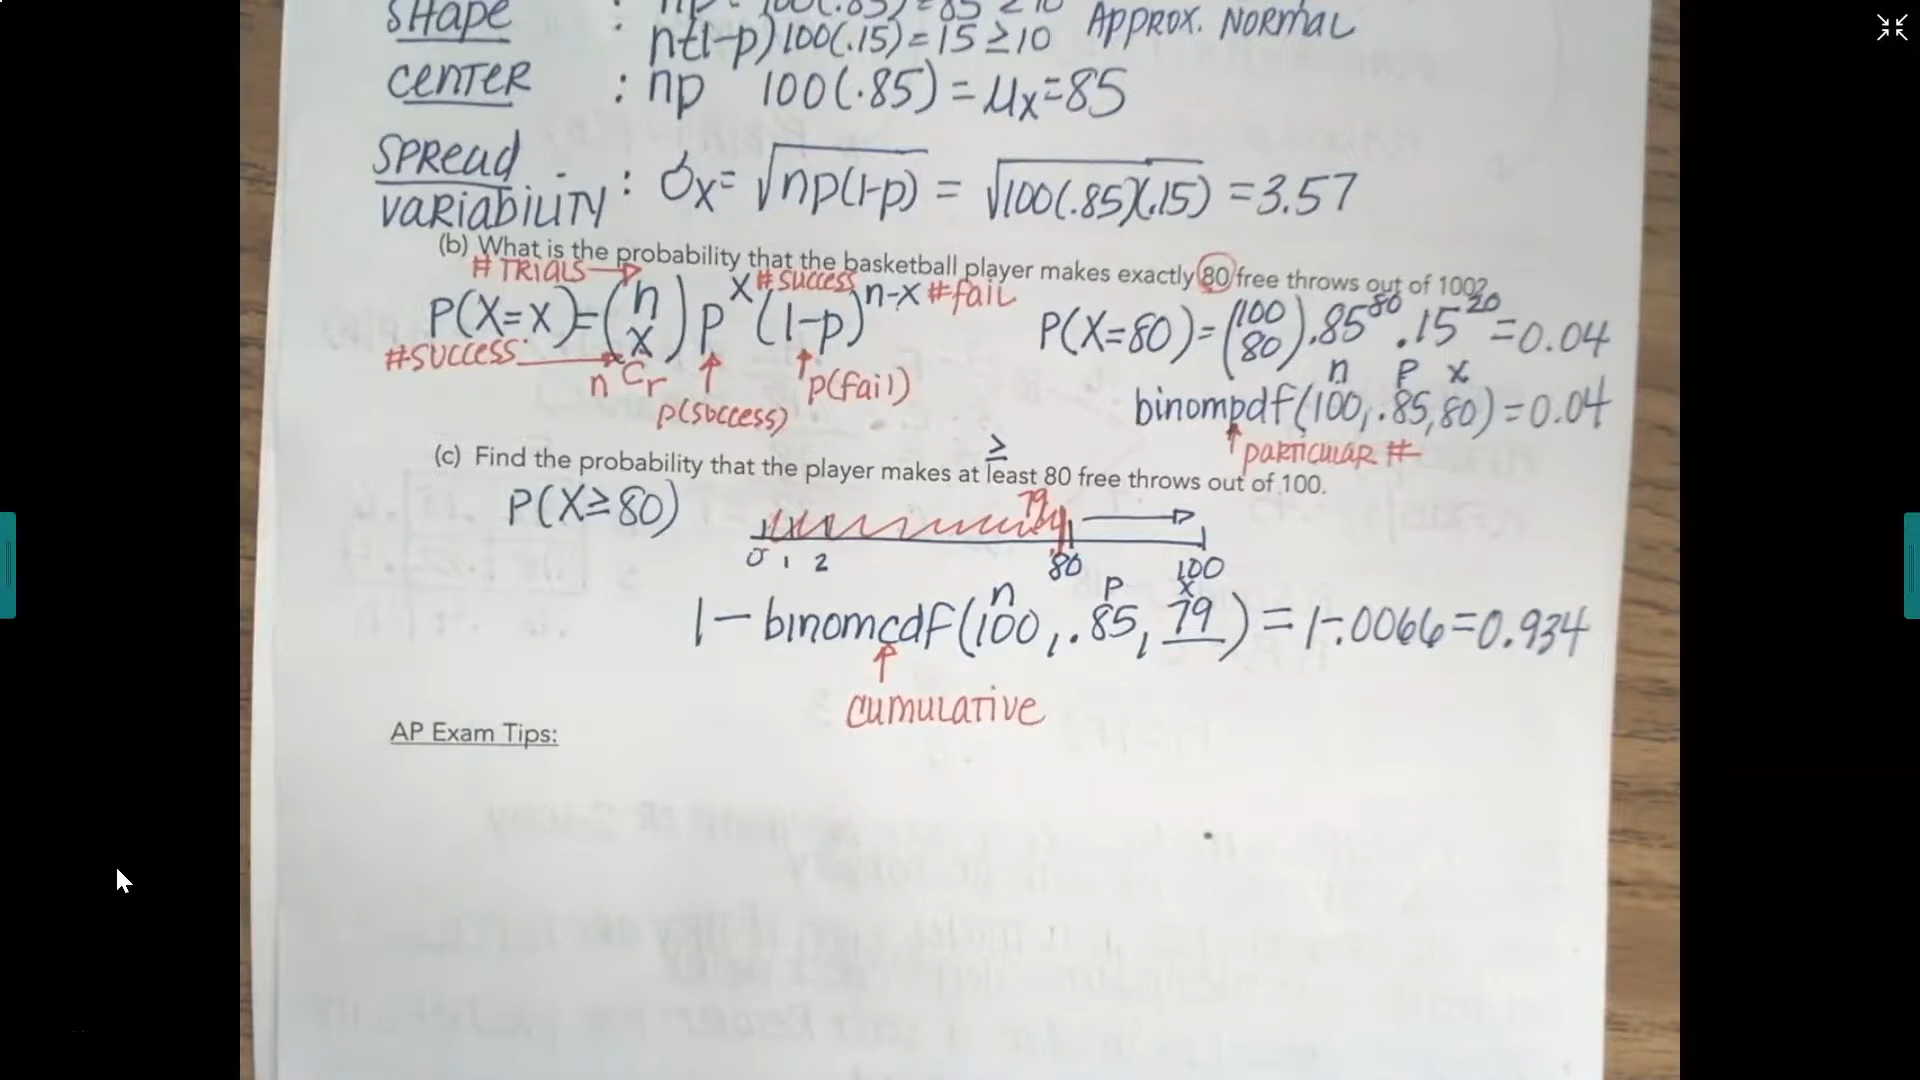 SHAPE : np = 100(.85) = 85 ≥ 10
n(1-p) 100(.15) = 15 ≥ 10 APPROX. NORMAL
CENTER : np 100(.85) = μx = 85
SPREAD
VARIABILITY : σx = √np(1-p) = √100(.85)(.15) = 3.57
(b) What is the probability that the basketball player makes exactly 80 free throws out of 100?
# TRIALS → # SUCCESS
P(X=x) = (n x) p^x (1-p)^n-x # fail P(X=80) = (100 80) .85^80 .15^20 = 0.04
# SUCCESS → nCr p(success) p(fail)
n p x
binompdf(100, .85, 80) = 0.04
↑ PARTICULAR #
≥
(c) Find the probability that the player makes at least 80 free throws out of 100.
P(X≥80) 79
0 1 2 80 100
n p x
1 - binomcdf(100, .85, 79) = 1-.0066 = 0.934
↑
CUMULATIVE
AP Exam Tips: